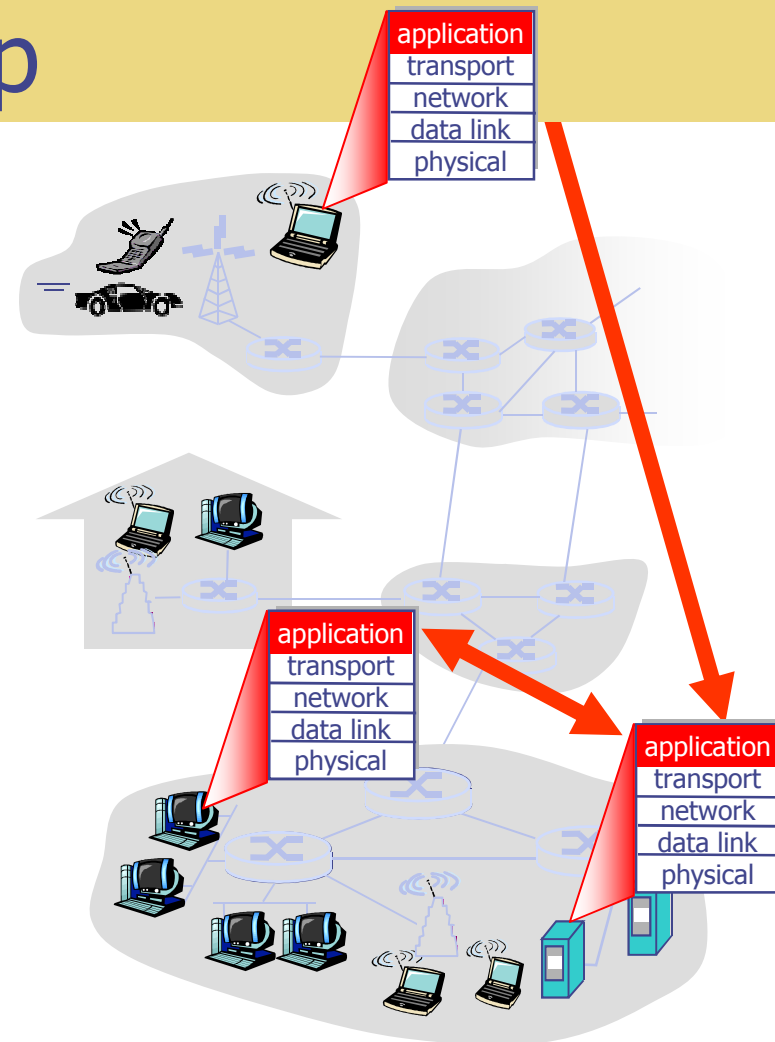 p
application
transport
network
data link
physical
application
transport
network
data link
physical
application
transport
network
data link
physical